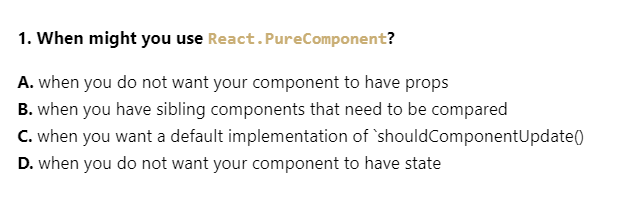 1. When might you use React.PureComponent?
A. when you do not want your component to have props
B. when you have sibling components that need to be compared
C. when you want a default implementation of `shouldComponentUpdate()
D. when you do not want your component to have state